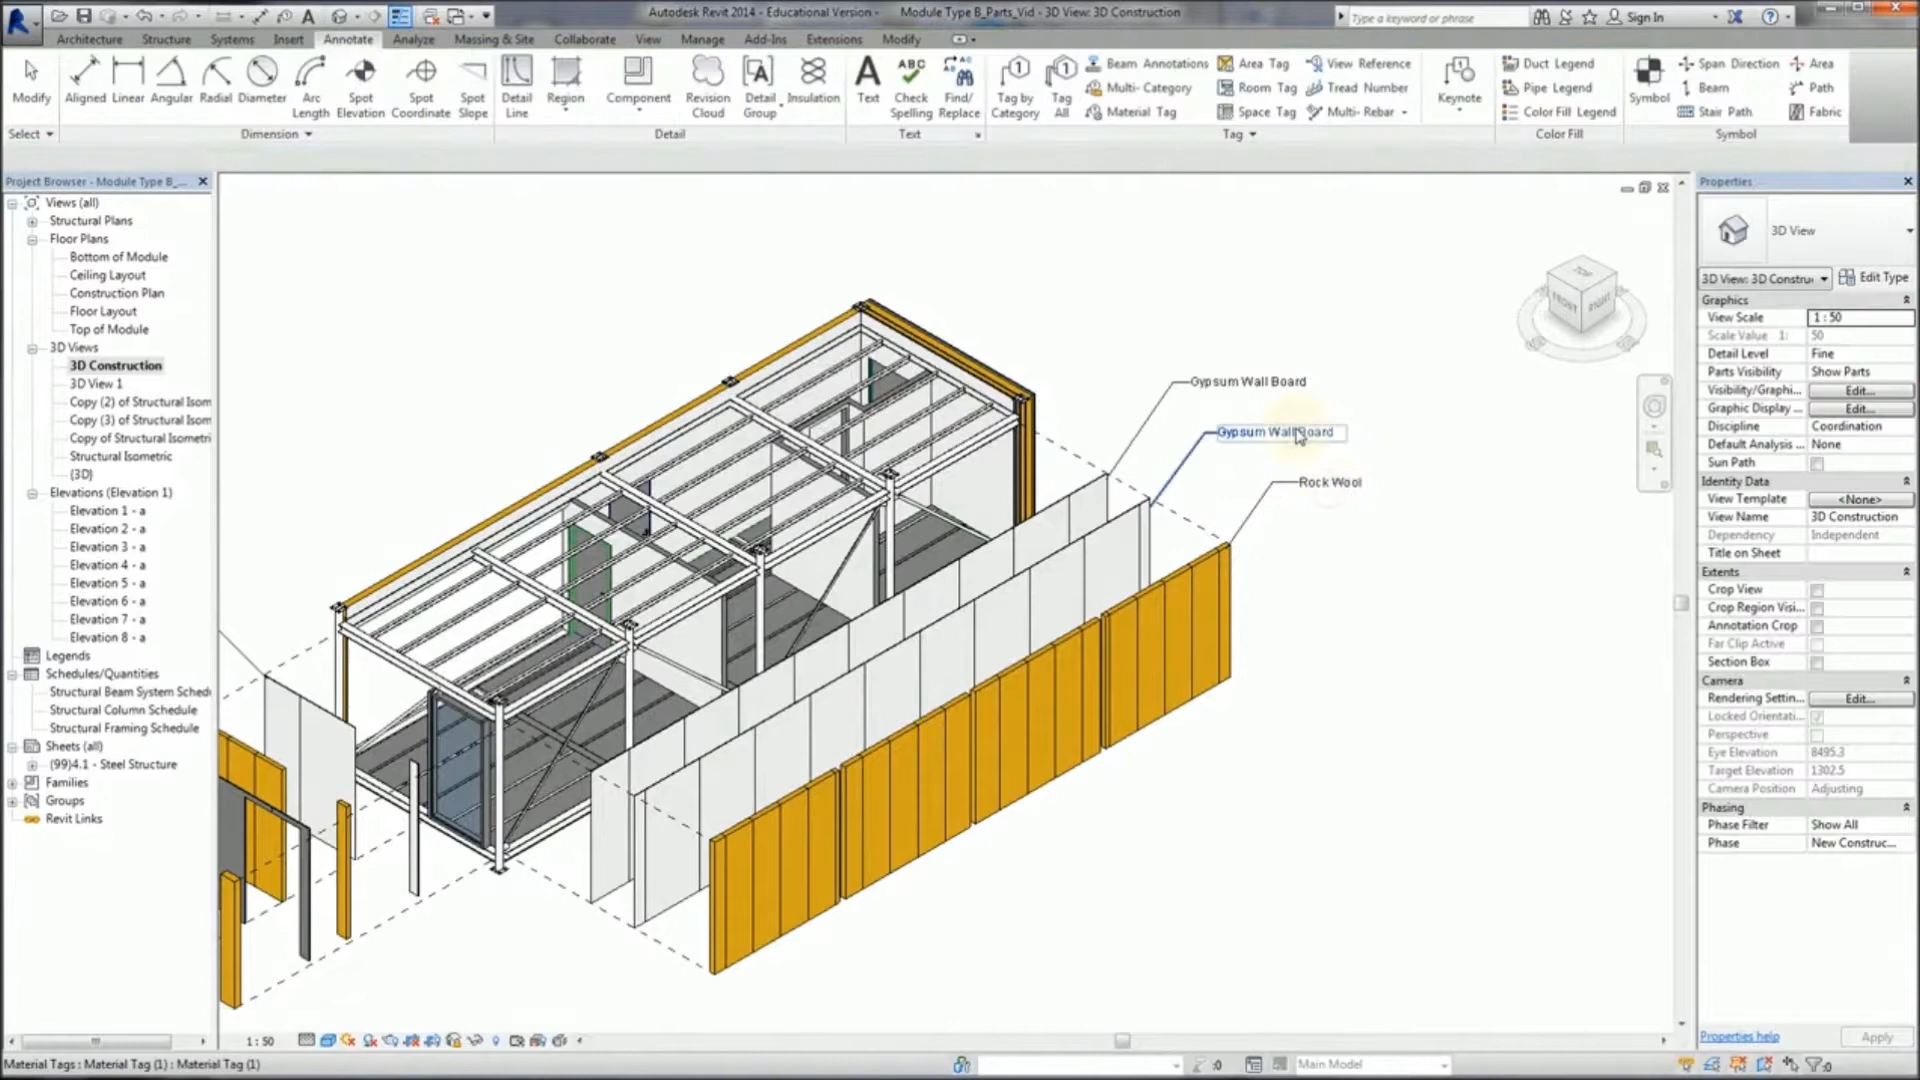 Autodesk Revit 2014 - Educational Version - Module Type B_Parts_Vid - 3D View: 3D Construction
Type a keyword or phrase
Sign In
Architecture Structure Systems Insert Annotate Analyze Massing & Site Collaborate View Manage Add-Ins Extensions Modify
Modify Aligned Linear Angular Radial Diameter Arc Length Spot Elevation Spot Coordinate Spot Slope
Detail Line Region Component Revision Cloud Detail Group Insulation
Text Check Spelling Find/ Replace
ABC
Tag by Category Tag All
Beam Annotations Area Tag View Reference
Multi- Category Room Tag Tread Number
Material Tag Space Tag Multi- Rebar
Keynote
Duct Legend
Pipe Legend
Color Fill Legend
Symbol
Span Direction Area
Beam Path
Stair Path Fabric
Select Dimension Detail Text Tag Color Fill Symbol
Project Browser - Module Type B_...
Views (all)
Structural Plans
Floor Plans
Bottom of Module
Ceiling Layout
Construction Plan
Floor Layout
Top of Module
3D Views
3D Construction
3D View 1
Copy (2) of Structural Isom
Copy (3) of Structural Isom
Copy of Structural Isometri
Structural Isometric
(3D)
Elevations (Elevation 1)
Elevation 1 - a
Elevation 2 - a
Elevation 3 - a
Elevation 4 - a
Elevation 5 - a
Elevation 6 - a
Elevation 7 - a
Elevation 8 - a
Legends
Schedules/Quantities
Structural Beam System Schedu
Structural Column Schedule
Structural Framing Schedule
Sheets (all)
(99)4.1 - Steel Structure
Families
Groups
Revit Links
Gypsum Wall Board
Gypsum Wall Board
Rock Wool
TOP
FRONT
RIGHT
Properties
3D View
3D View: 3D Constru
Edit Type
Graphics
View Scale 1 : 50
Scale Value 1: 50
Detail Level Fine
Parts Visibility Show Parts
Visibility/Graphi... Edit...
Graphic Display ... Edit...
Discipline Coordination
Default Analysis ... None
Sun Path
Identity Data
View Template <None>
View Name 3D Construction
Dependency Independent
Title on Sheet
Extents
Crop View
Crop Region Visi...
Annotation Crop
Far Clip Active
Section Box
Camera
Rendering Settin... Edit...
Locked Orientati...
Perspective
Eye Elevation 8495.3
Target Elevation 1302.5
Camera Position Adjusting
Phasing
Phase Filter Show All
Phase New Construc...
Properties help
Apply
1 : 50
Material Tags : Material Tag (1) : Material Tag (1)
:0
Main Model
:0